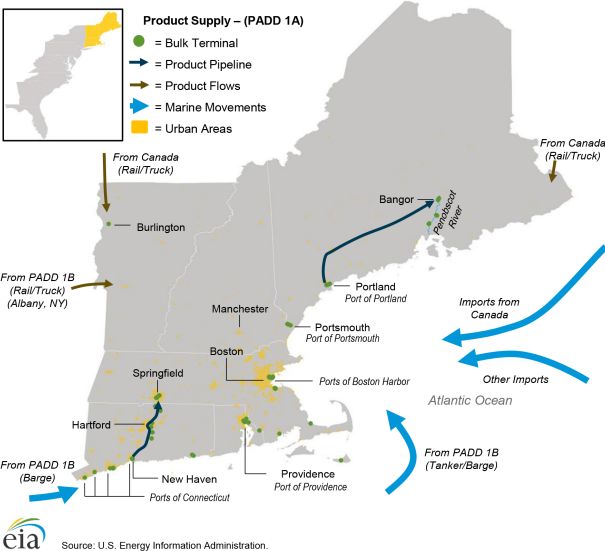 Product Supply – (PADD 1A)
= Bulk Terminal
= Product Pipeline
= Product Flows
= Marine Movements
= Urban Areas
From Canada
(Rail/Truck)
From Canada
(Rail/Truck)
Bangor
Penobscot
River
Burlington
From PADD 1B
(Rail/Truck)
(Albany, NY)
Portland
Port of Portland
Manchester
Imports from
Canada
Portsmouth
Port of Portsmouth
Boston
Springfield
Ports of Boston Harbor
Other Imports
Atlantic Ocean
Hartford
From PADD 1B
(Tanker/Barge)
From PADD 1B
(Barge)
New Haven
Providence
Port of Providence
Ports of Connecticut
eia
Source: U.S. Energy Information Administration.